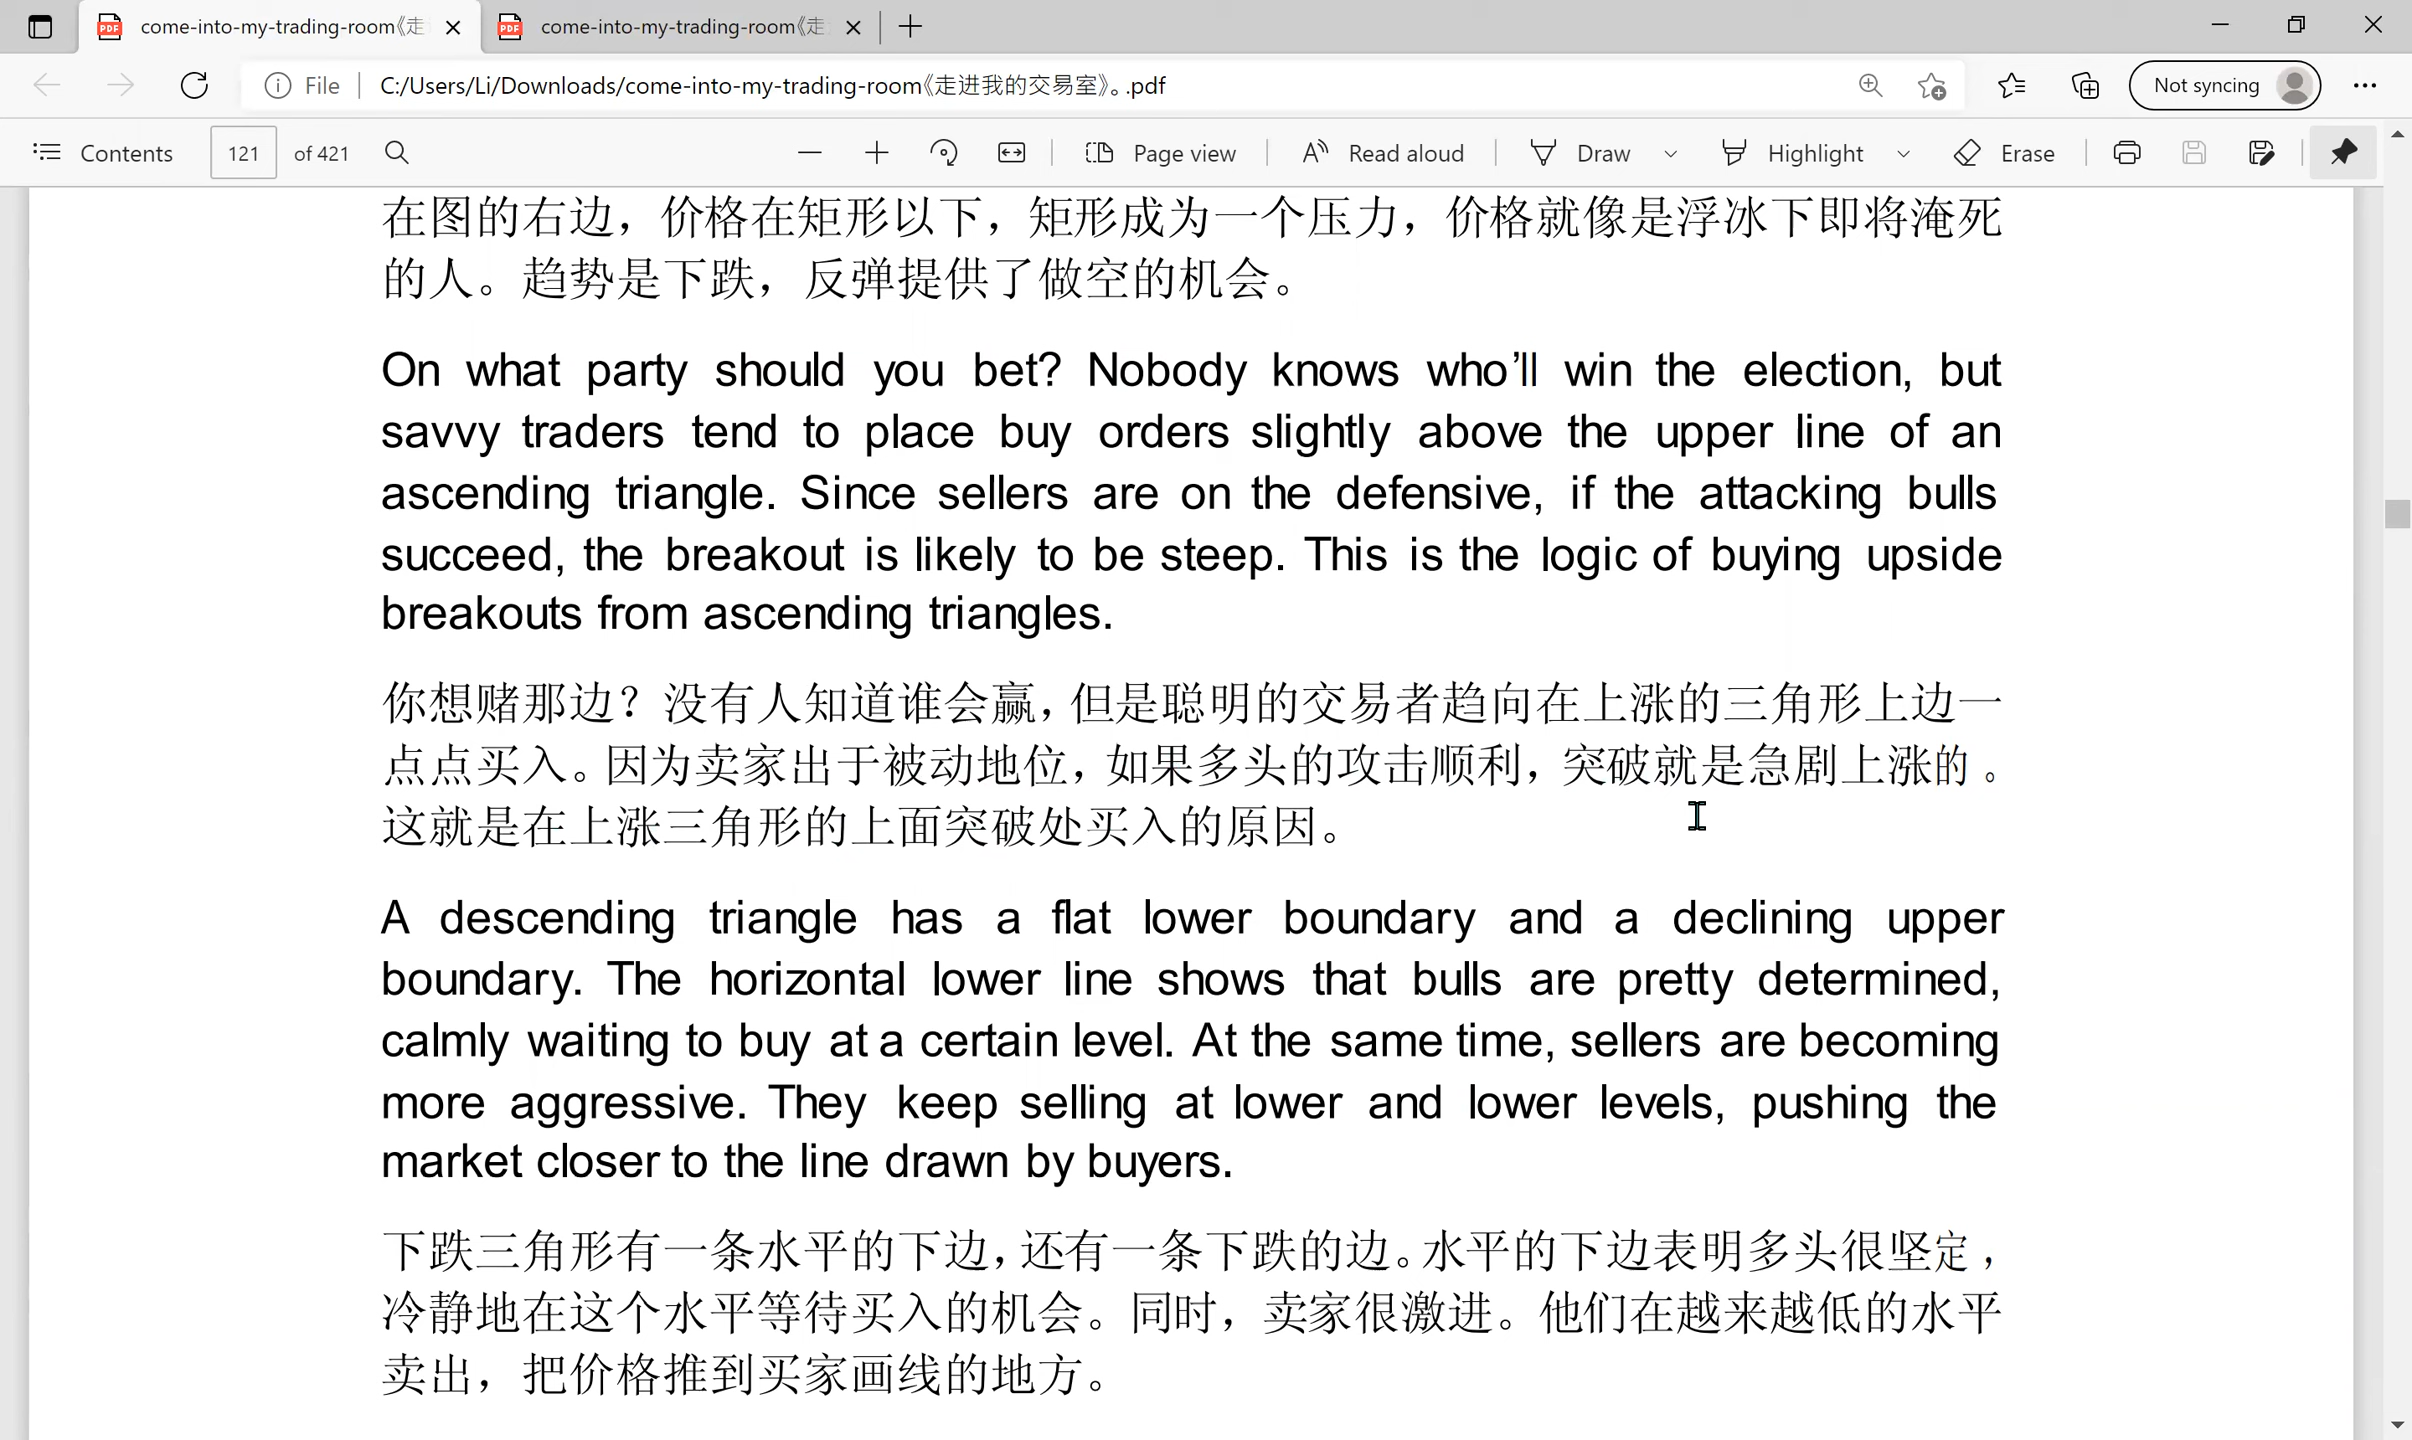 come-into-my-trading-room《走
come-into-my-trading-room《走
File
C:/Users/Li/Downloads/come-into-my-trading-room《走进我的交易室》。.pdf
Not syncing
Contents
121
of 421
Page view
Read aloud
Draw
Highlight
Erase
在图的右边，价格在矩形以下，矩形成为一个压力，价格就像是浮冰下即将淹死
的人。趋势是下跌，反弹提供了做空的机会。
On what party should you bet? Nobody knows who’ll win the election, but
savvy traders tend to place buy orders slightly above the upper line of an
ascending triangle. Since sellers are on the defensive, if the attacking bulls
succeed, the breakout is likely to be steep. This is the logic of buying upside
breakouts from ascending triangles.
你想赌那边？没有人知道谁会赢，但是聪明的交易者趋向在上涨的三角形上边一
点点买入。因为卖家出于被动地位，如果多头的攻击顺利，突破就是急剧上涨的。
这就是在上涨三角形的上面突破处买入的原因。
A descending triangle has a flat lower boundary and a declining upper
boundary. The horizontal lower line shows that bulls are pretty determined,
calmly waiting to buy at a certain level. At the same time, sellers are becoming
more aggressive. They keep selling at lower and lower levels, pushing the
market closer to the line drawn by buyers.
下跌三角形有一条水平的下边，还有一条下跌的边。水平的下边表明多头很坚定，
冷静地在这个水平等待买入的机会。同时，卖家很激进。他们在越来越低的水平
卖出，把价格推到买家画线的地方。